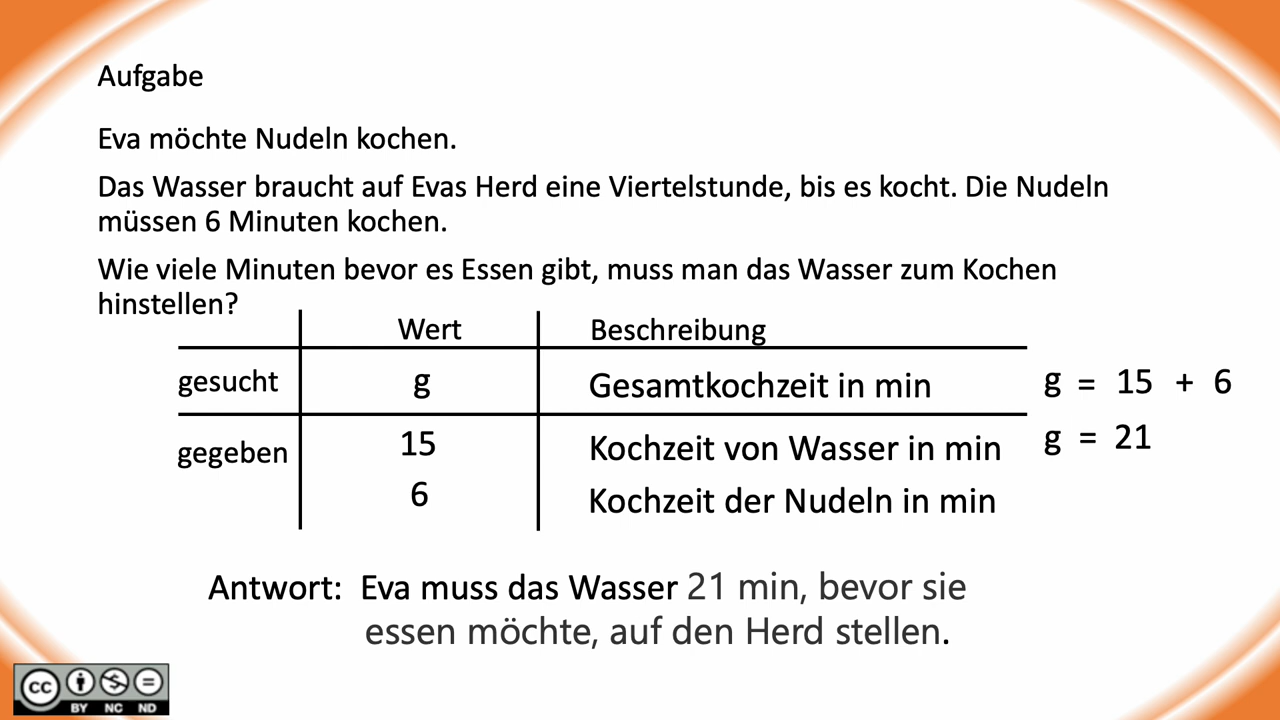 Aufgabe
Eva möchte Nudeln kochen.
Das Wasser braucht auf Evas Herd eine Viertelstunde, bis es kocht. Die Nudeln
müssen 6 Minuten kochen.
Wie viele Minuten bevor es Essen gibt, muss man das Wasser zum Kochen
hinstellen?
Wert Beschreibung
gesucht g Gesamtkochzeit in min g = 15 + 6
gegeben 15 Kochzeit von Wasser in min g = 21
6 Kochzeit der Nudeln in min
Antwort: Eva muss das Wasser 21 min, bevor sie
essen möchte, auf den Herd stellen.
cc BY NC ND